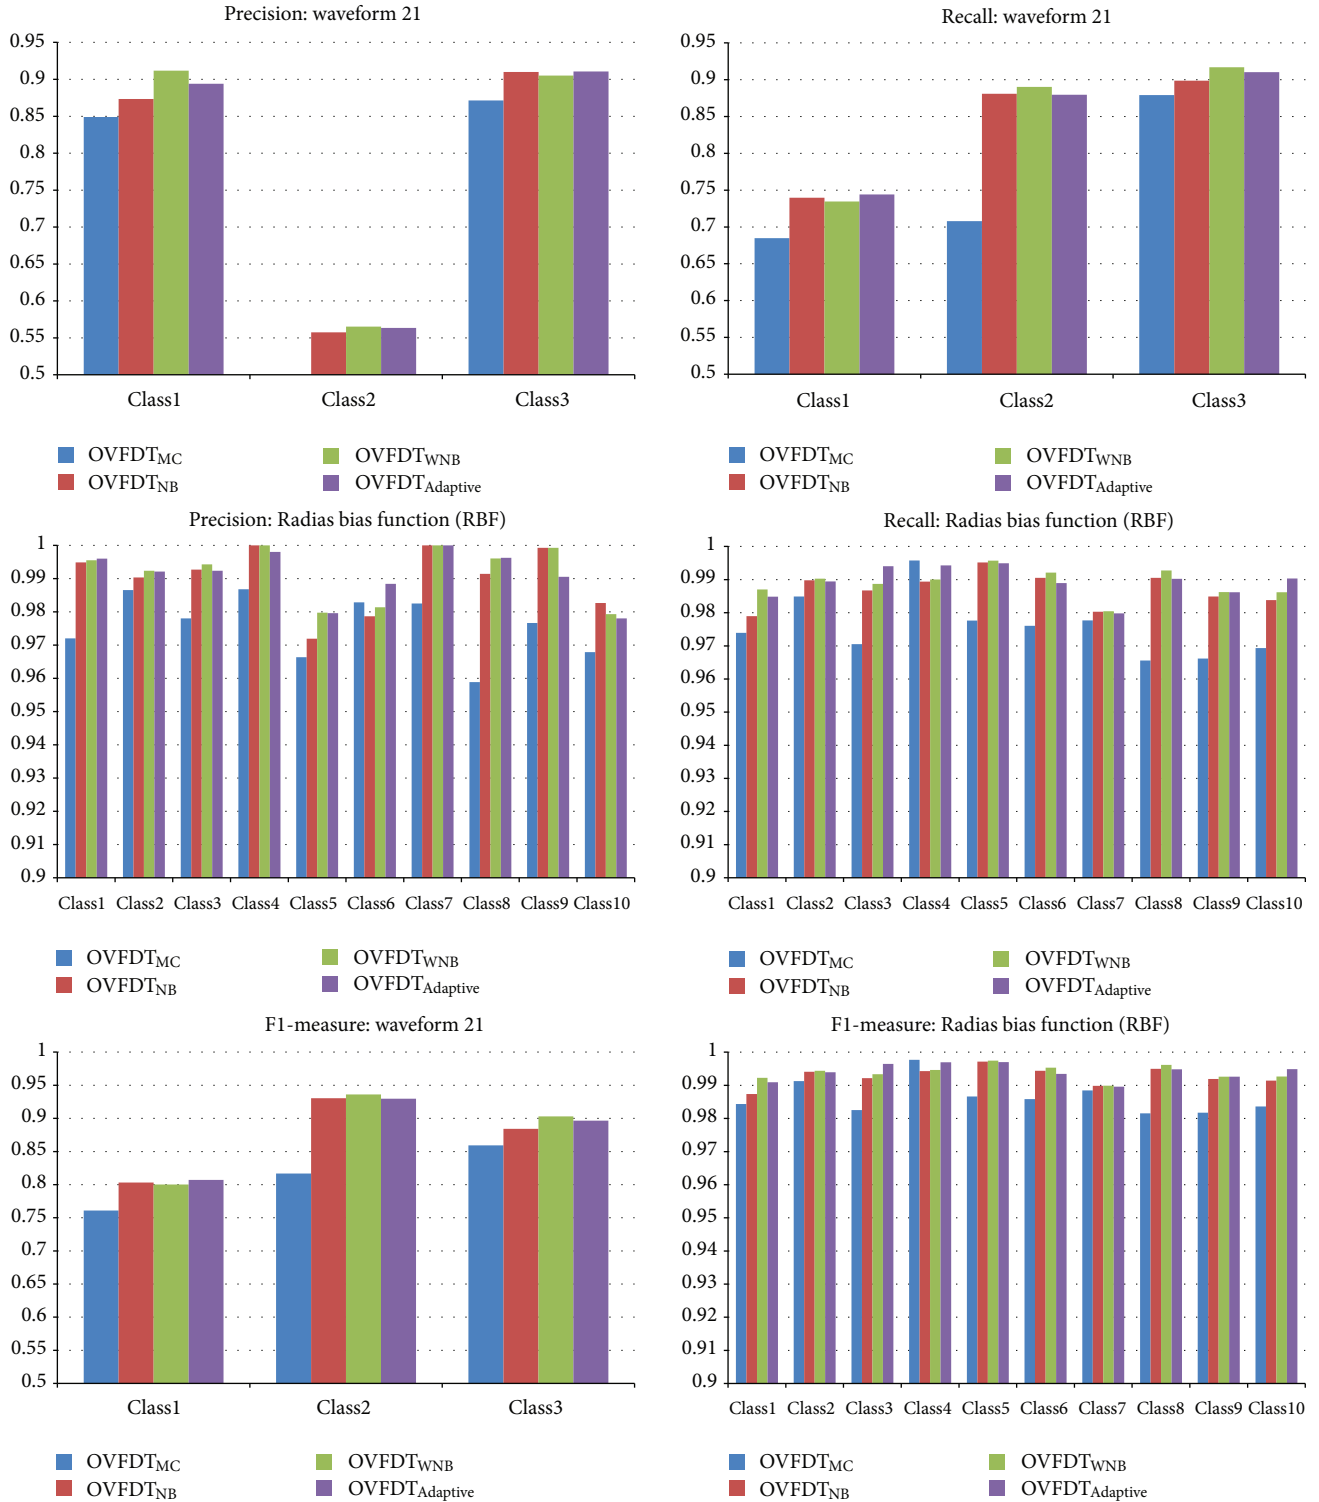 Precision: waveform 21
0.95
0.9
0.85
0.8
0.75
0.7
0.65
0.6
0.55
0.5
Class1 Class2 Class3
OVFDTMC OVFDTWNB
OVFDTNB OVFDTAdaptive
Recall: waveform 21
0.95
0.9
0.85
0.8
0.75
0.7
0.65
0.6
0.55
0.5
Class1 Class2 Class3
OVFDTMC OVFDTWNB
OVFDTNB OVFDTAdaptive
Precision: Radias bias function (RBF)
1
0.99
0.98
0.97
0.96
0.95
0.94
0.93
0.92
0.91
0.9
Class1 Class2 Class3 Class4 Class5 Class6 Class7 Class8 Class9 Class10
OVFDTMC OVFDTWNB
OVFDTNB OVFDTAdaptive
Recall: Radias bias function (RBF)
1
0.99
0.98
0.97
0.96
0.95
0.94
0.93
0.92
0.91
0.9
Class1 Class2 Class3 Class4 Class5 Class6 Class7 Class8 Class9 Class10
OVFDTMC OVFDTWNB
OVFDTNB OVFDTAdaptive
F1-measure: waveform 21
1
0.95
0.9
0.85
0.8
0.75
0.7
0.65
0.6
0.55
0.5
Class1 Class2 Class3
OVFDTMC OVFDTWNB
OVFDTNB OVFDTAdaptive
F1-measure: Radias bias function (RBF)
1
0.99
0.98
0.97
0.96
0.95
0.94
0.93
0.92
0.91
0.9
Class1 Class2 Class3 Class4 Class5 Class6 Class7 Class8 Class9 Class10
OVFDTMC OVFDTWNB
OVFDTNB OVFDTAdaptive